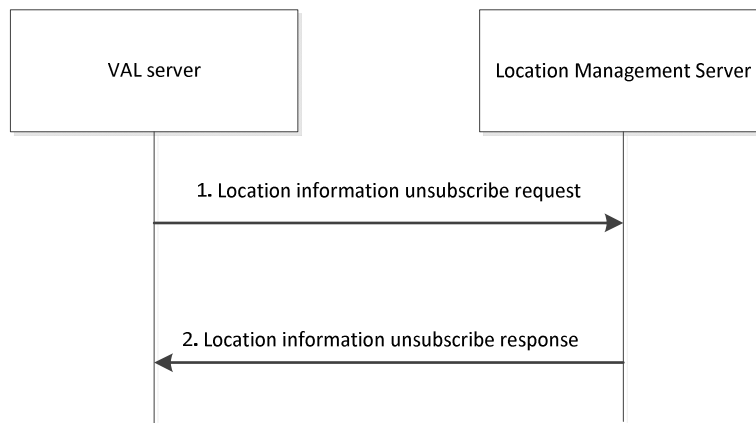 VAL server
Location Management Server
1. Location information unsubscribe request
2. Location information unsubscribe response